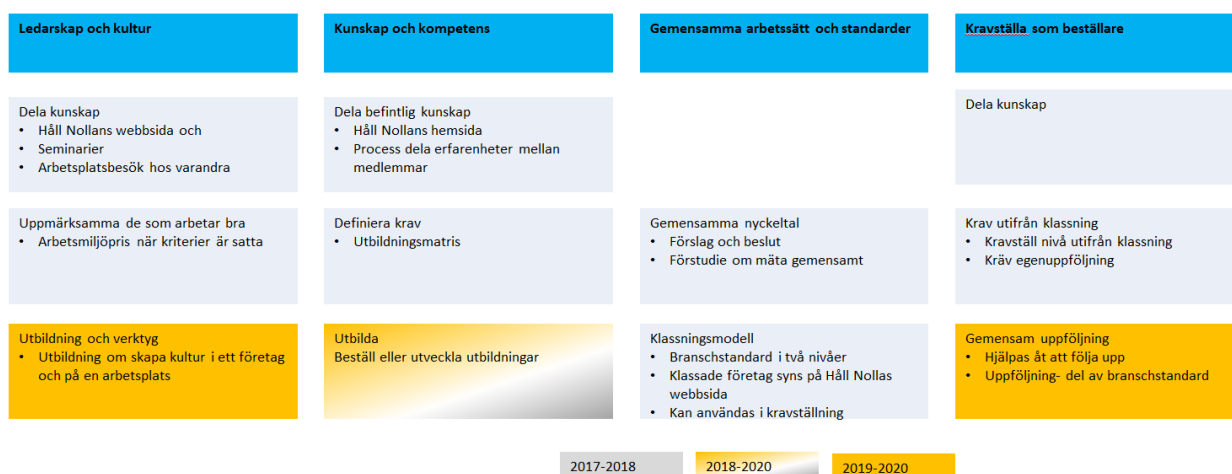 Ledarskap och kultur
Kunskap och kompetens
Gemensamma arbetssätt och standarder
Kravställa som beställare
Dela kunskap
• Håll Nollans webbsida och
• Seminarier
• Arbetsplatsbesök hos varandra
Dela befintlig kunskap
• Håll Nollans hemsida
• Process dela erfarenheter mellan
medlemmar
Dela kunskap
Uppmärksamma de som arbetar bra
• Arbetsmiljöpris när kriterier är satta
Definiera krav
• Utbildningsmatris
Gemensamma nyckeltal
• Förslag och beslut
• Förstudie om mäta gemensamt
Krav utifrån klassning
• Kravställ nivå utifrån klassning
• Kräv egenuppföljning
Utbildning och verktyg
• Utbildning om skapa kultur i ett företag
och på en arbetsplats
Utbilda
Beställ eller utveckla utbildningar
Klassningsmodell
• Branschstandard i två nivåer
• Klassade företag syns på Håll Nollas
webbsida
• Kan användas i kravställning
Gemensam uppföljning
• Hjälpas åt att följa upp
• Uppföljning- del av branschstandard
2017-2018
2018-2020
2019-2020